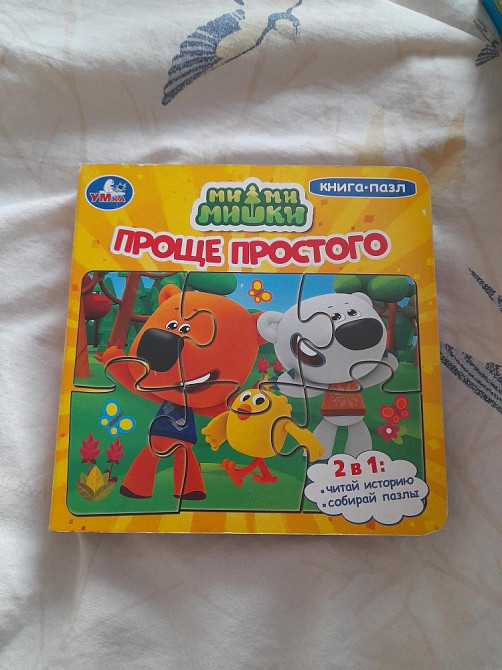 УМка
МИ МИ
МИШКИ
КНИГА-ПАЗЛ
ПРОЩЕ ПРОСТОГО
2 в 1:
• читай историю
• собирай пазлы